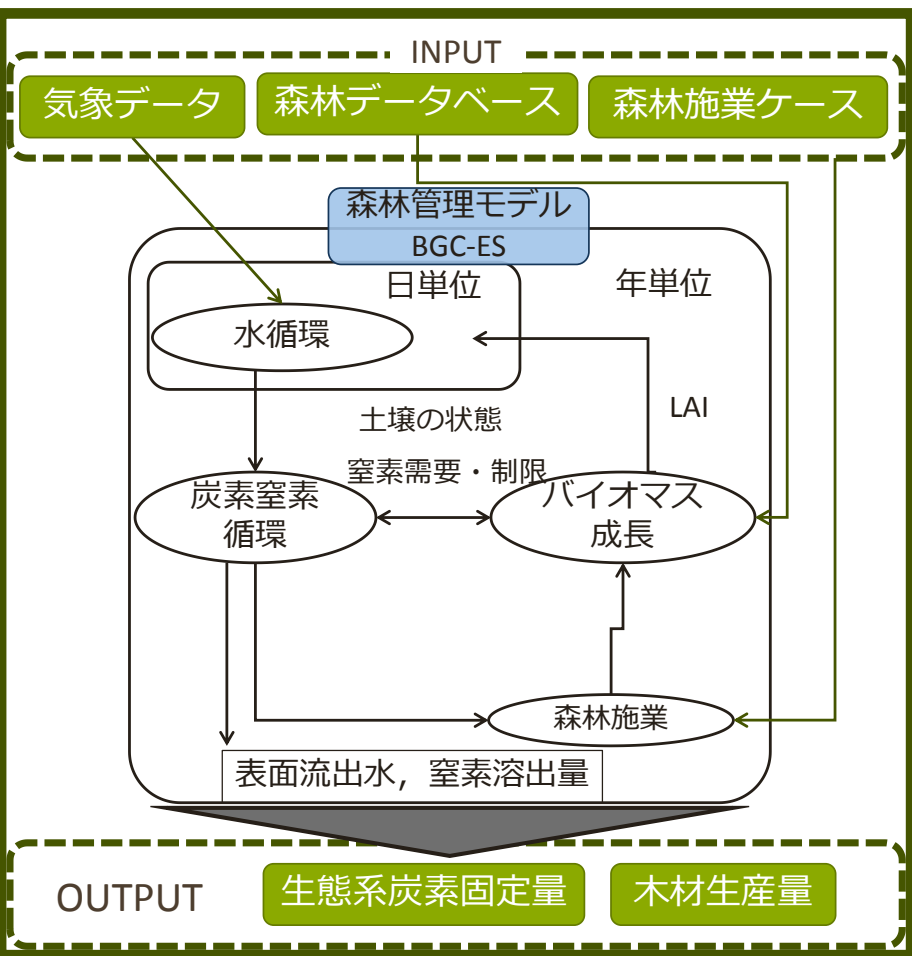 INPUT
気象データ
森林データベース
森林施業ケース
森林管理モデル
BGC-ES
日単位
年単位
水循環
LAI
土壌の状態
窒素需要・制限
炭素窒素
循環
バイオマス
成長
森林施業
表面流出水，窒素溶出量
OUTPUT
生態系炭素固定量
木材生産量